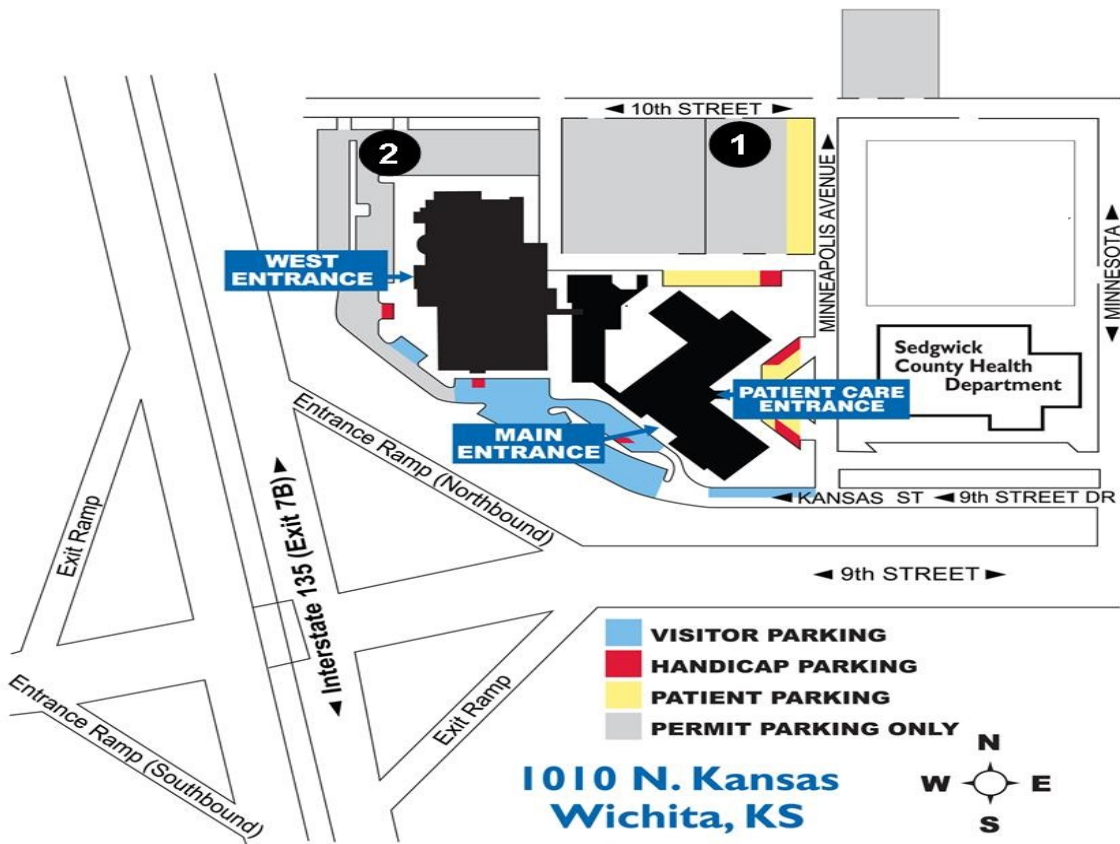 ◄ 10th STREET ►
2
1
◄ MINNEAPOLIS AVENUE ►
◄ MINNESOTA ►
WEST
ENTRANCE
Sedgwick
County Health
Department
PATIENT CARE
ENTRANCE
MAIN
ENTRANCE
Entrance Ramp (Northbound)
◄ KANSAS ST ◄ 9th STREET DR
Exit Ramp
◄ Interstate 135 (Exit 7B) ►
◄ 9th STREET ►
VISITOR PARKING
HANDICAP PARKING
PATIENT PARKING
PERMIT PARKING ONLY
Exit Ramp
Entrance Ramp (Southbound)
1010 N. Kansas
Wichita, KS
N
W E
S